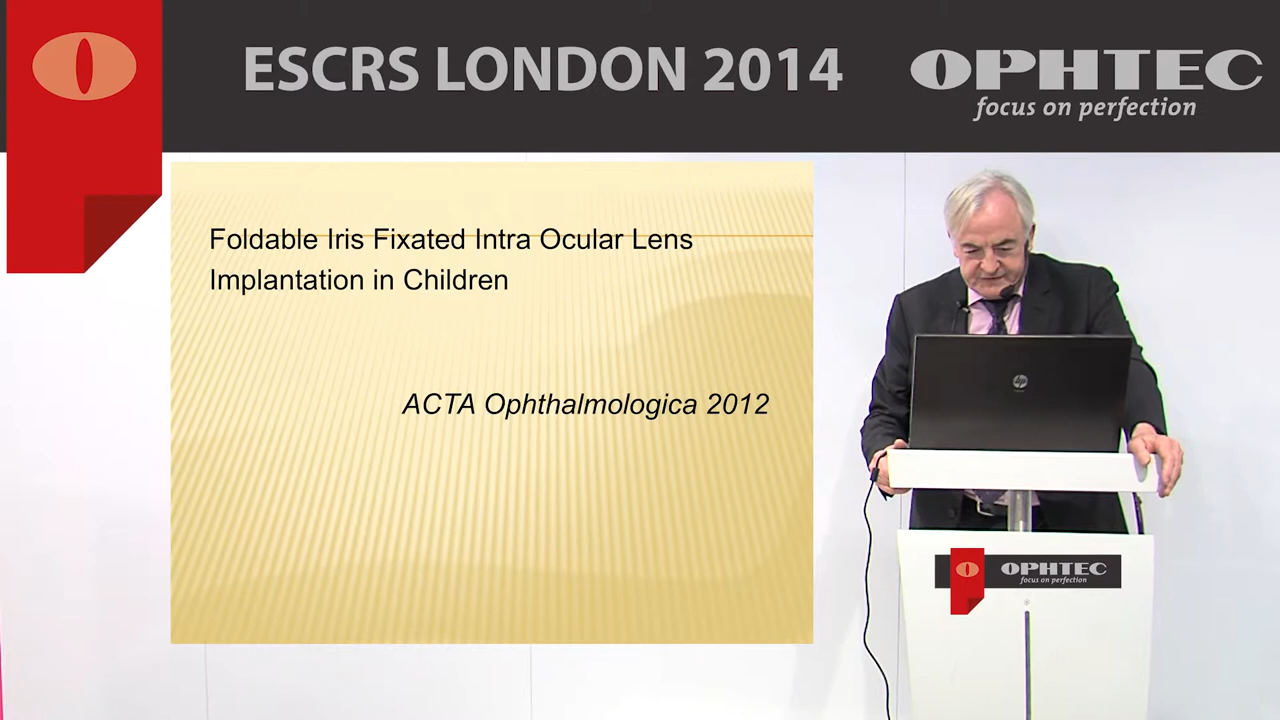 ESCRS LONDON 2014
OPHTEC
focus on perfection
Foldable Iris Fixated Intra Ocular Lens
Implantation in Children
ACTA Ophthalmologica 2012
hp
OPHTEC
focus on perfection